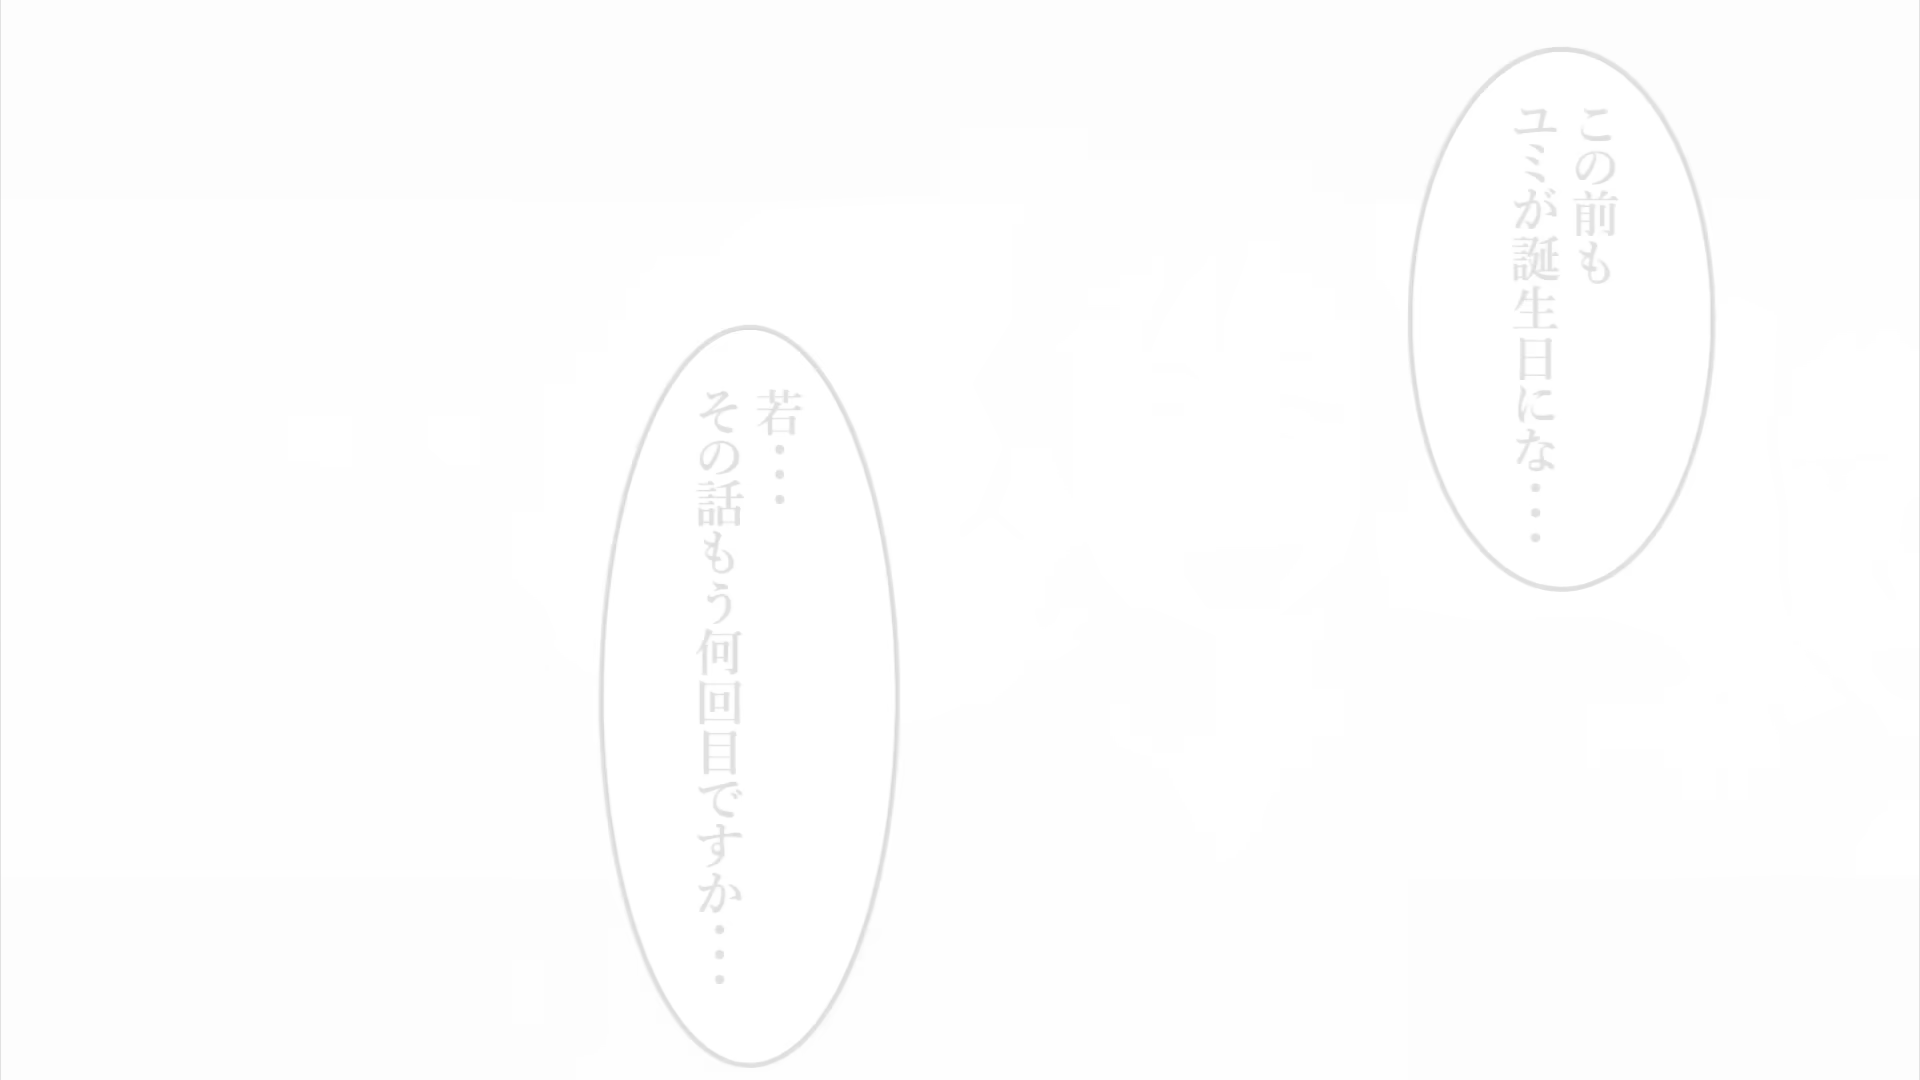 この前も
ユミが誕生日にな・・・
若・・・
その話もう何回目ですか・・・